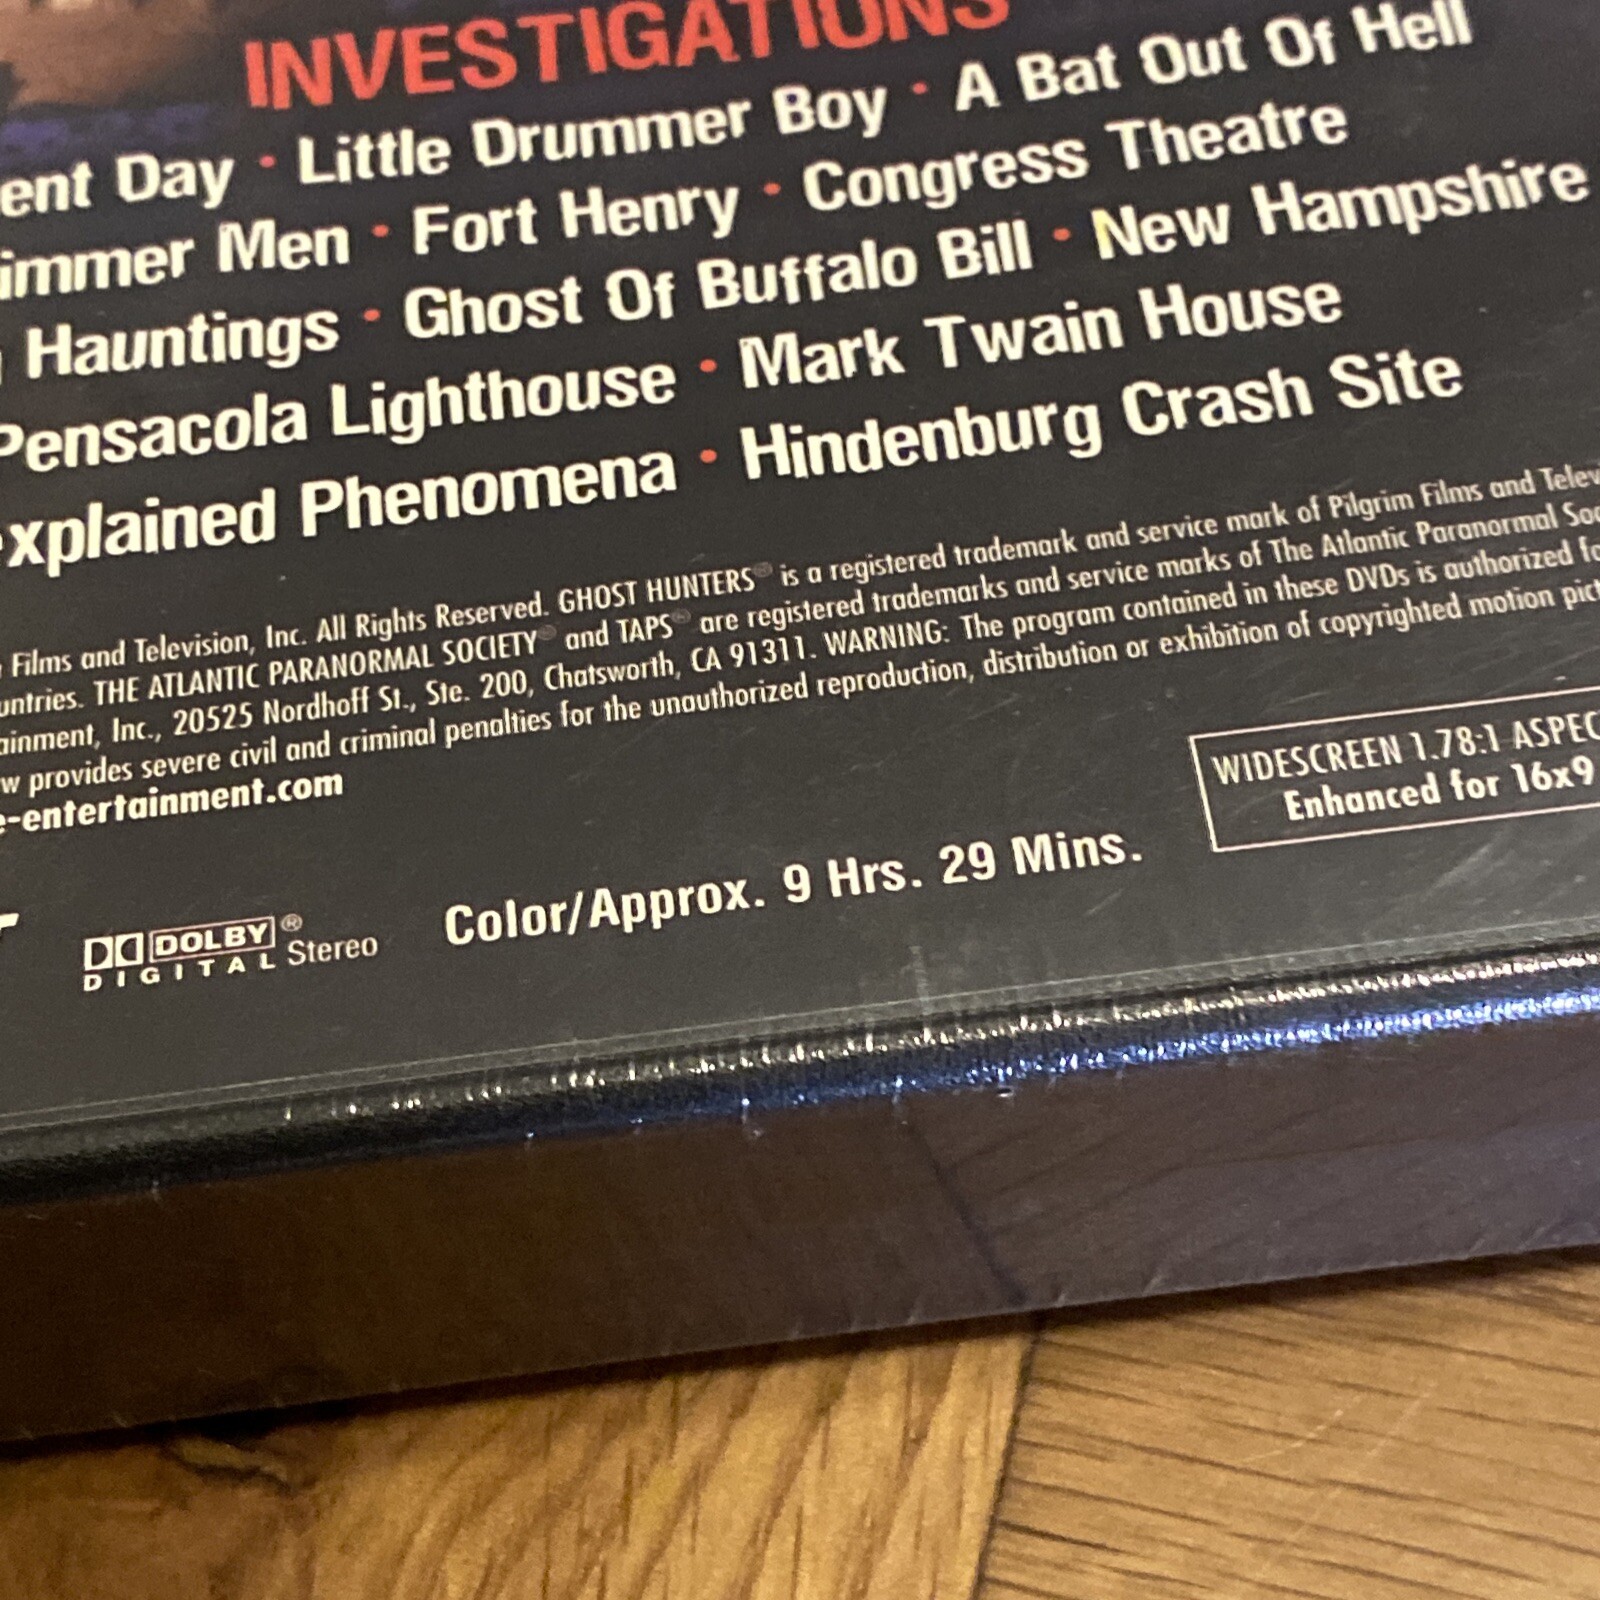 INVESTIGATIONS
Day · Little Drummer Boy · A Bat Out Of Hell
Men · Fort Henry · Congress Theatre
Hauntings · Ghost Of Buffalo Bill · New Hampshire
Pensacola Lighthouse · Mark Twain House
explained Phenomena · Hindenburg Crash Site
Films and Television, Inc. All Rights Reserved. GHOST HUNTERS® is a registered trademark and service mark of Pilgrim Films and Telev
untries. THE ATLANTIC PARANORMAL SOCIETY® and TAPS® are registered trademarks and service marks of The Atlantic Paranormal Soc
ainment, Inc., 20525 Nordhoff St., Ste. 200, Chatsworth, CA 91311. WARNING: The program contained in these DVDs is authorized fo
w provides severe civil and criminal penalties for the unauthorized reproduction, distribution or exhibition of copyrighted motion pict
e-entertainment.com
WIDESCREEN 1.78:1 ASPEC
Enhanced for 16x9
DOLBY®
DIGITAL Stereo
Color/Approx. 9 Hrs. 29 Mins.